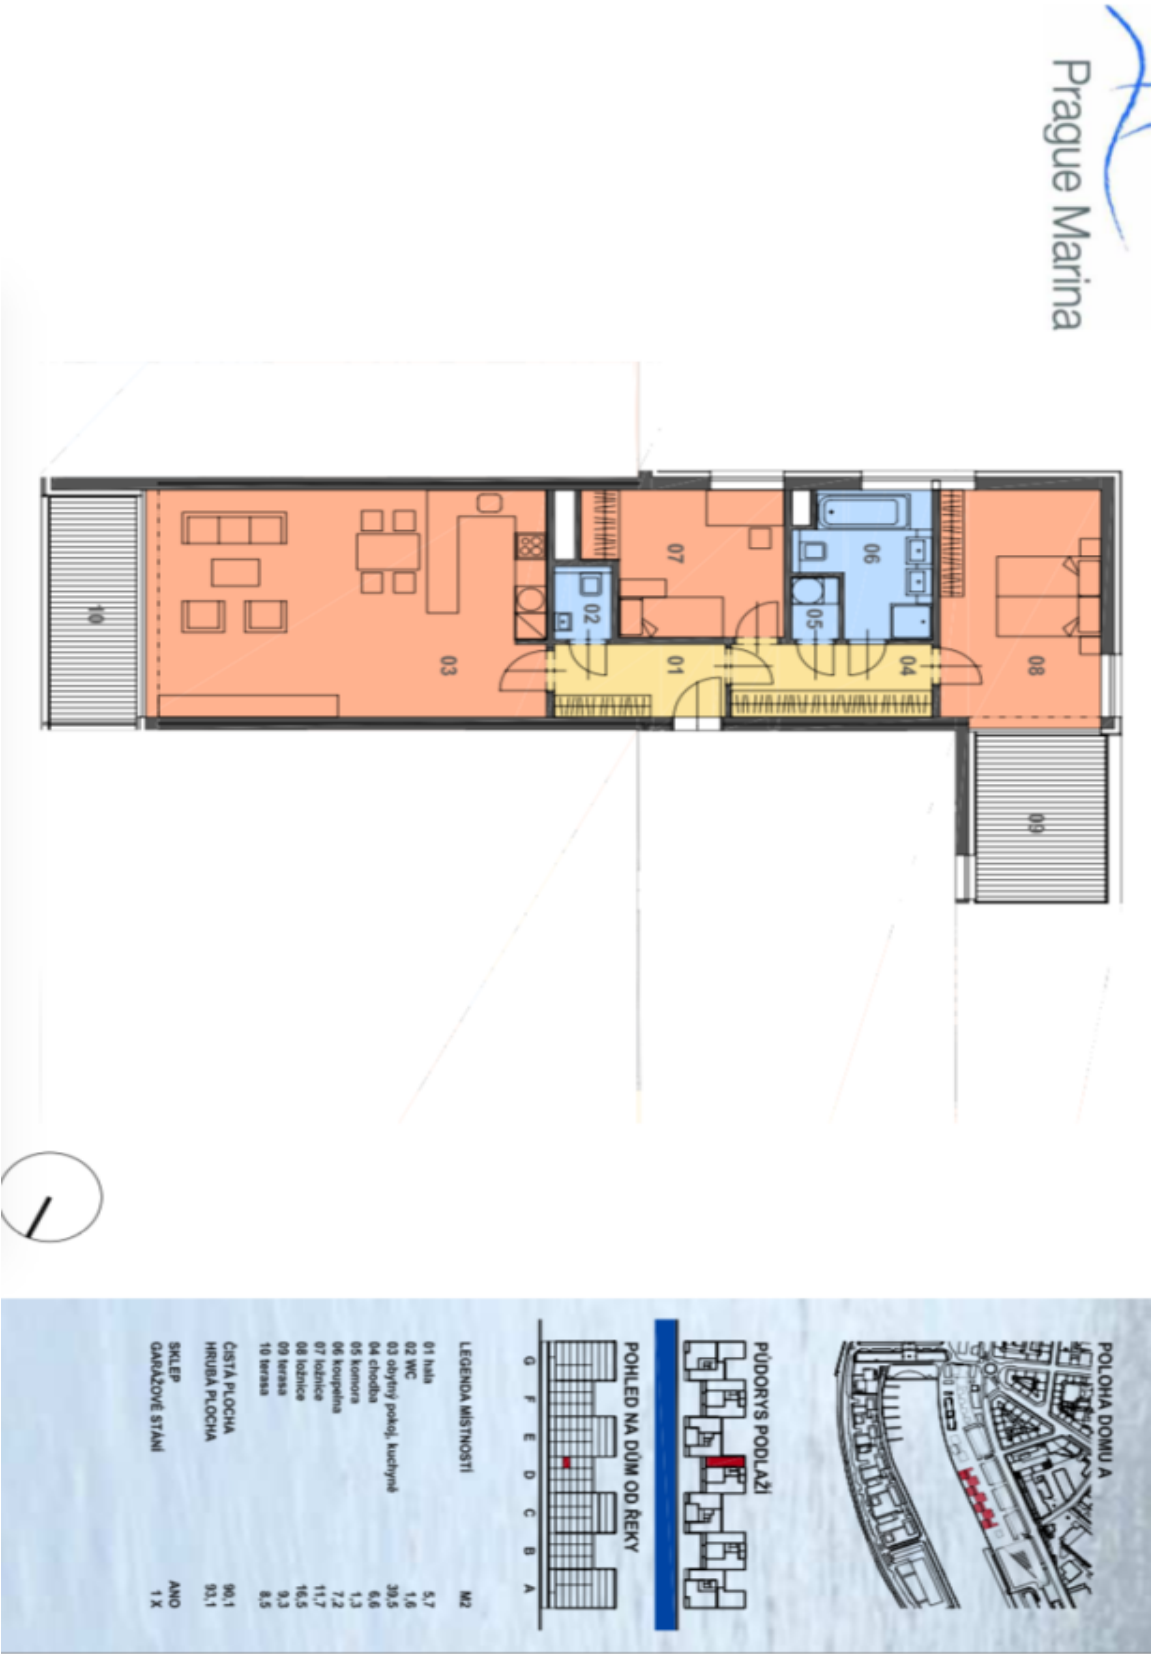 Prague Marina
10
03
02
01
07
05
06
04
08
09
POLOHA DOMU A
PŮDORYS PODLAŽÍ
POHLED NA DŮM OD ŘEKY
G F E D C B A
LEGENDA MÍSTNOSTÍ M2
01 hala 5,7
02 WC 1,6
03 obytný pokoj, kuchyně 39,5
04 chodba 6,6
05 komora 1,3
06 koupelna 7,2
07 ložnice 11,7
08 ložnice 16,5
09 terasa 9,3
10 terasa 8,5
ČISTÁ PLOCHA 90,1
HRUBÁ PLOCHA 93,1
SKLEP ANO
GARÁŽOVÉ STÁNÍ 1 X